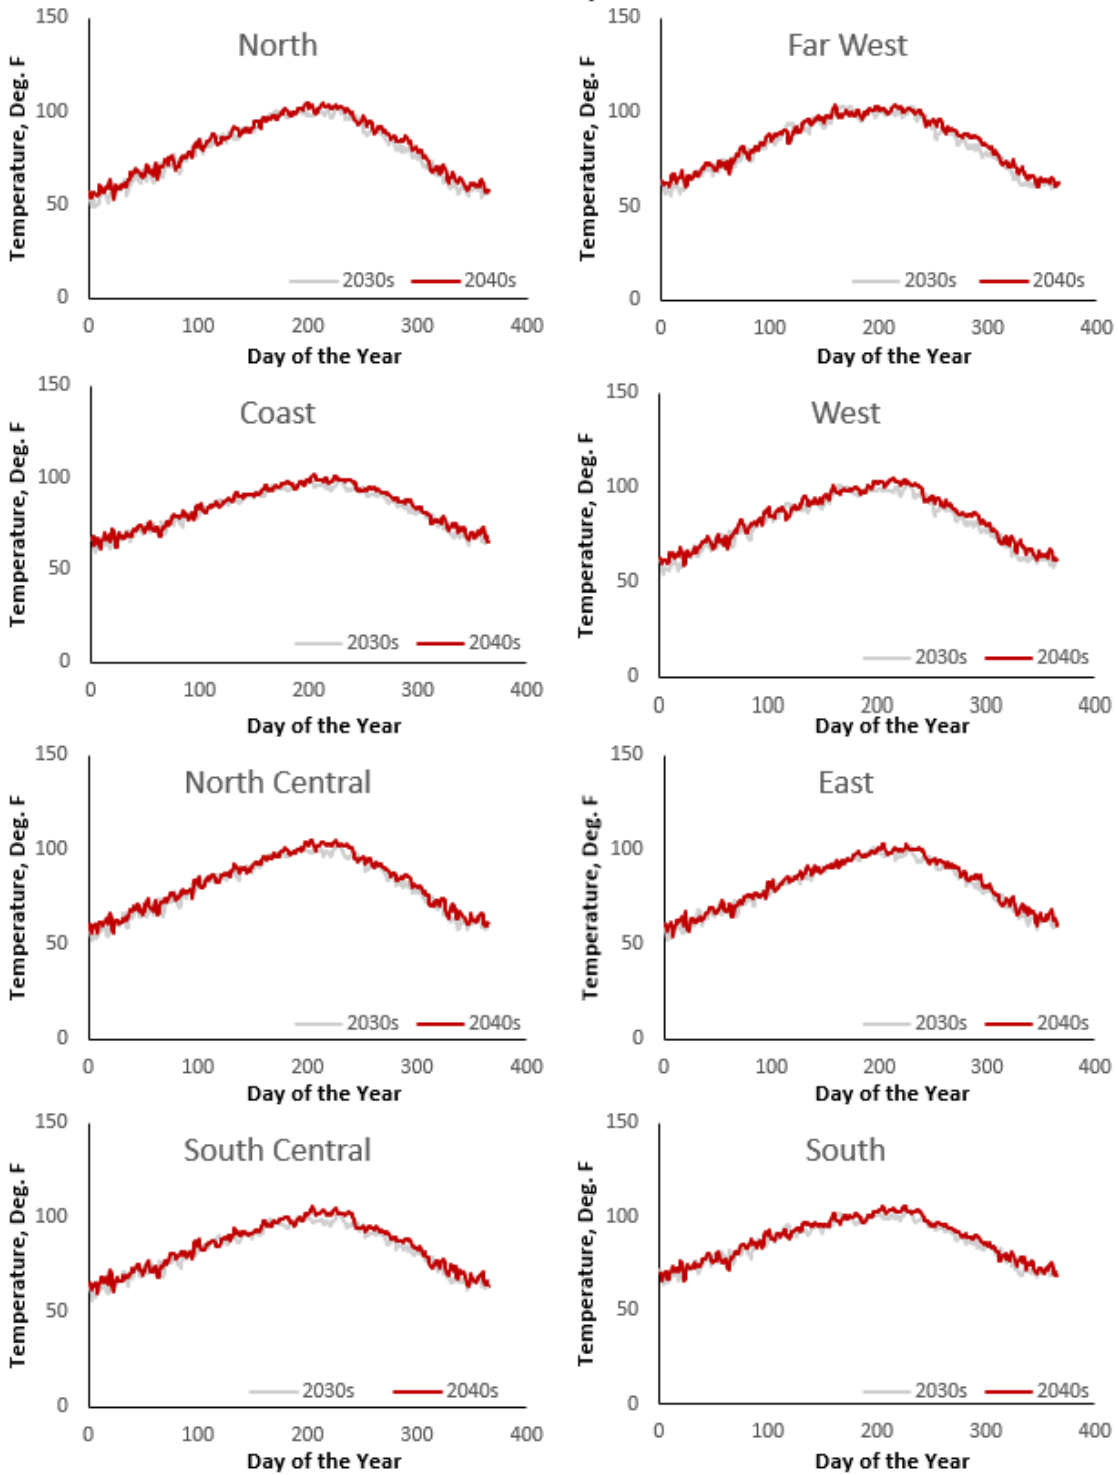 North
Temperature, Deg. F
150
100
50
0
2030s 2040s
0 100 200 300 400
Day of the Year
Far West
Temperature, Deg. F
150
100
50
0
2030s 2040s
0 100 200 300 400
Day of the Year
Coast
Temperature, Deg. F
150
100
50
0
2030s 2040s
0 100 200 300 400
Day of the Year
West
Temperature, Deg. F
150
100
50
0
2030s 2040s
0 100 200 300 400
Day of the Year
North Central
Temperature, Deg. F
150
100
50
0
2030s 2040s
0 100 200 300 400
Day of the Year
East
Temperature, Deg. F
150
100
50
0
2030s 2040s
0 100 200 300 400
Day of the Year
South Central
Temperature, Deg. F
150
100
50
0
2030s 2040s
0 100 200 300 400
Day of the Year
South
Temperature, Deg. F
150
100
50
0
2030s 2040s
0 100 200 300 400
Day of the Year